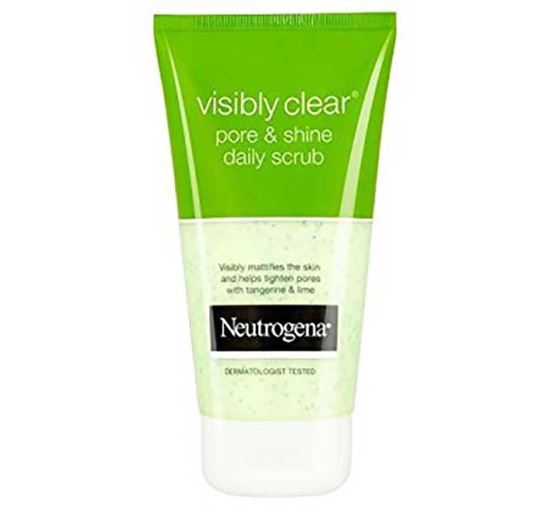 visibly clear®
pore & shine
daily scrub
Visibly mattifies the skin
and helps tighten pores
with tangerine & lime
Neutrogena®
DERMATOLOGIST TESTED